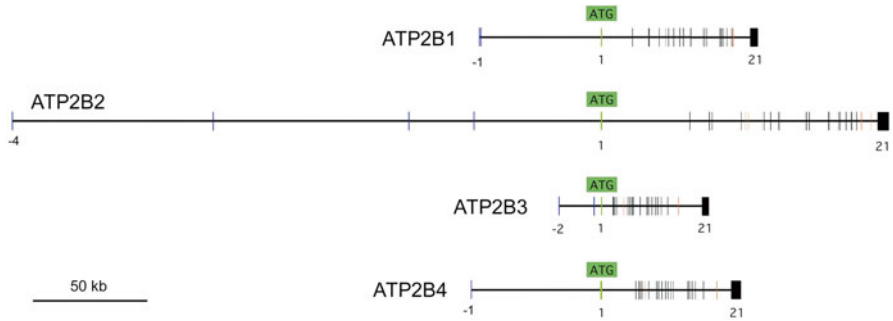 ATG
ATP2B1
-1 1 21
ATP2B2
ATG
-4 1 21
ATG
ATP2B3
-2 1 21
ATG
50 kb
ATP2B4
-1 1 21